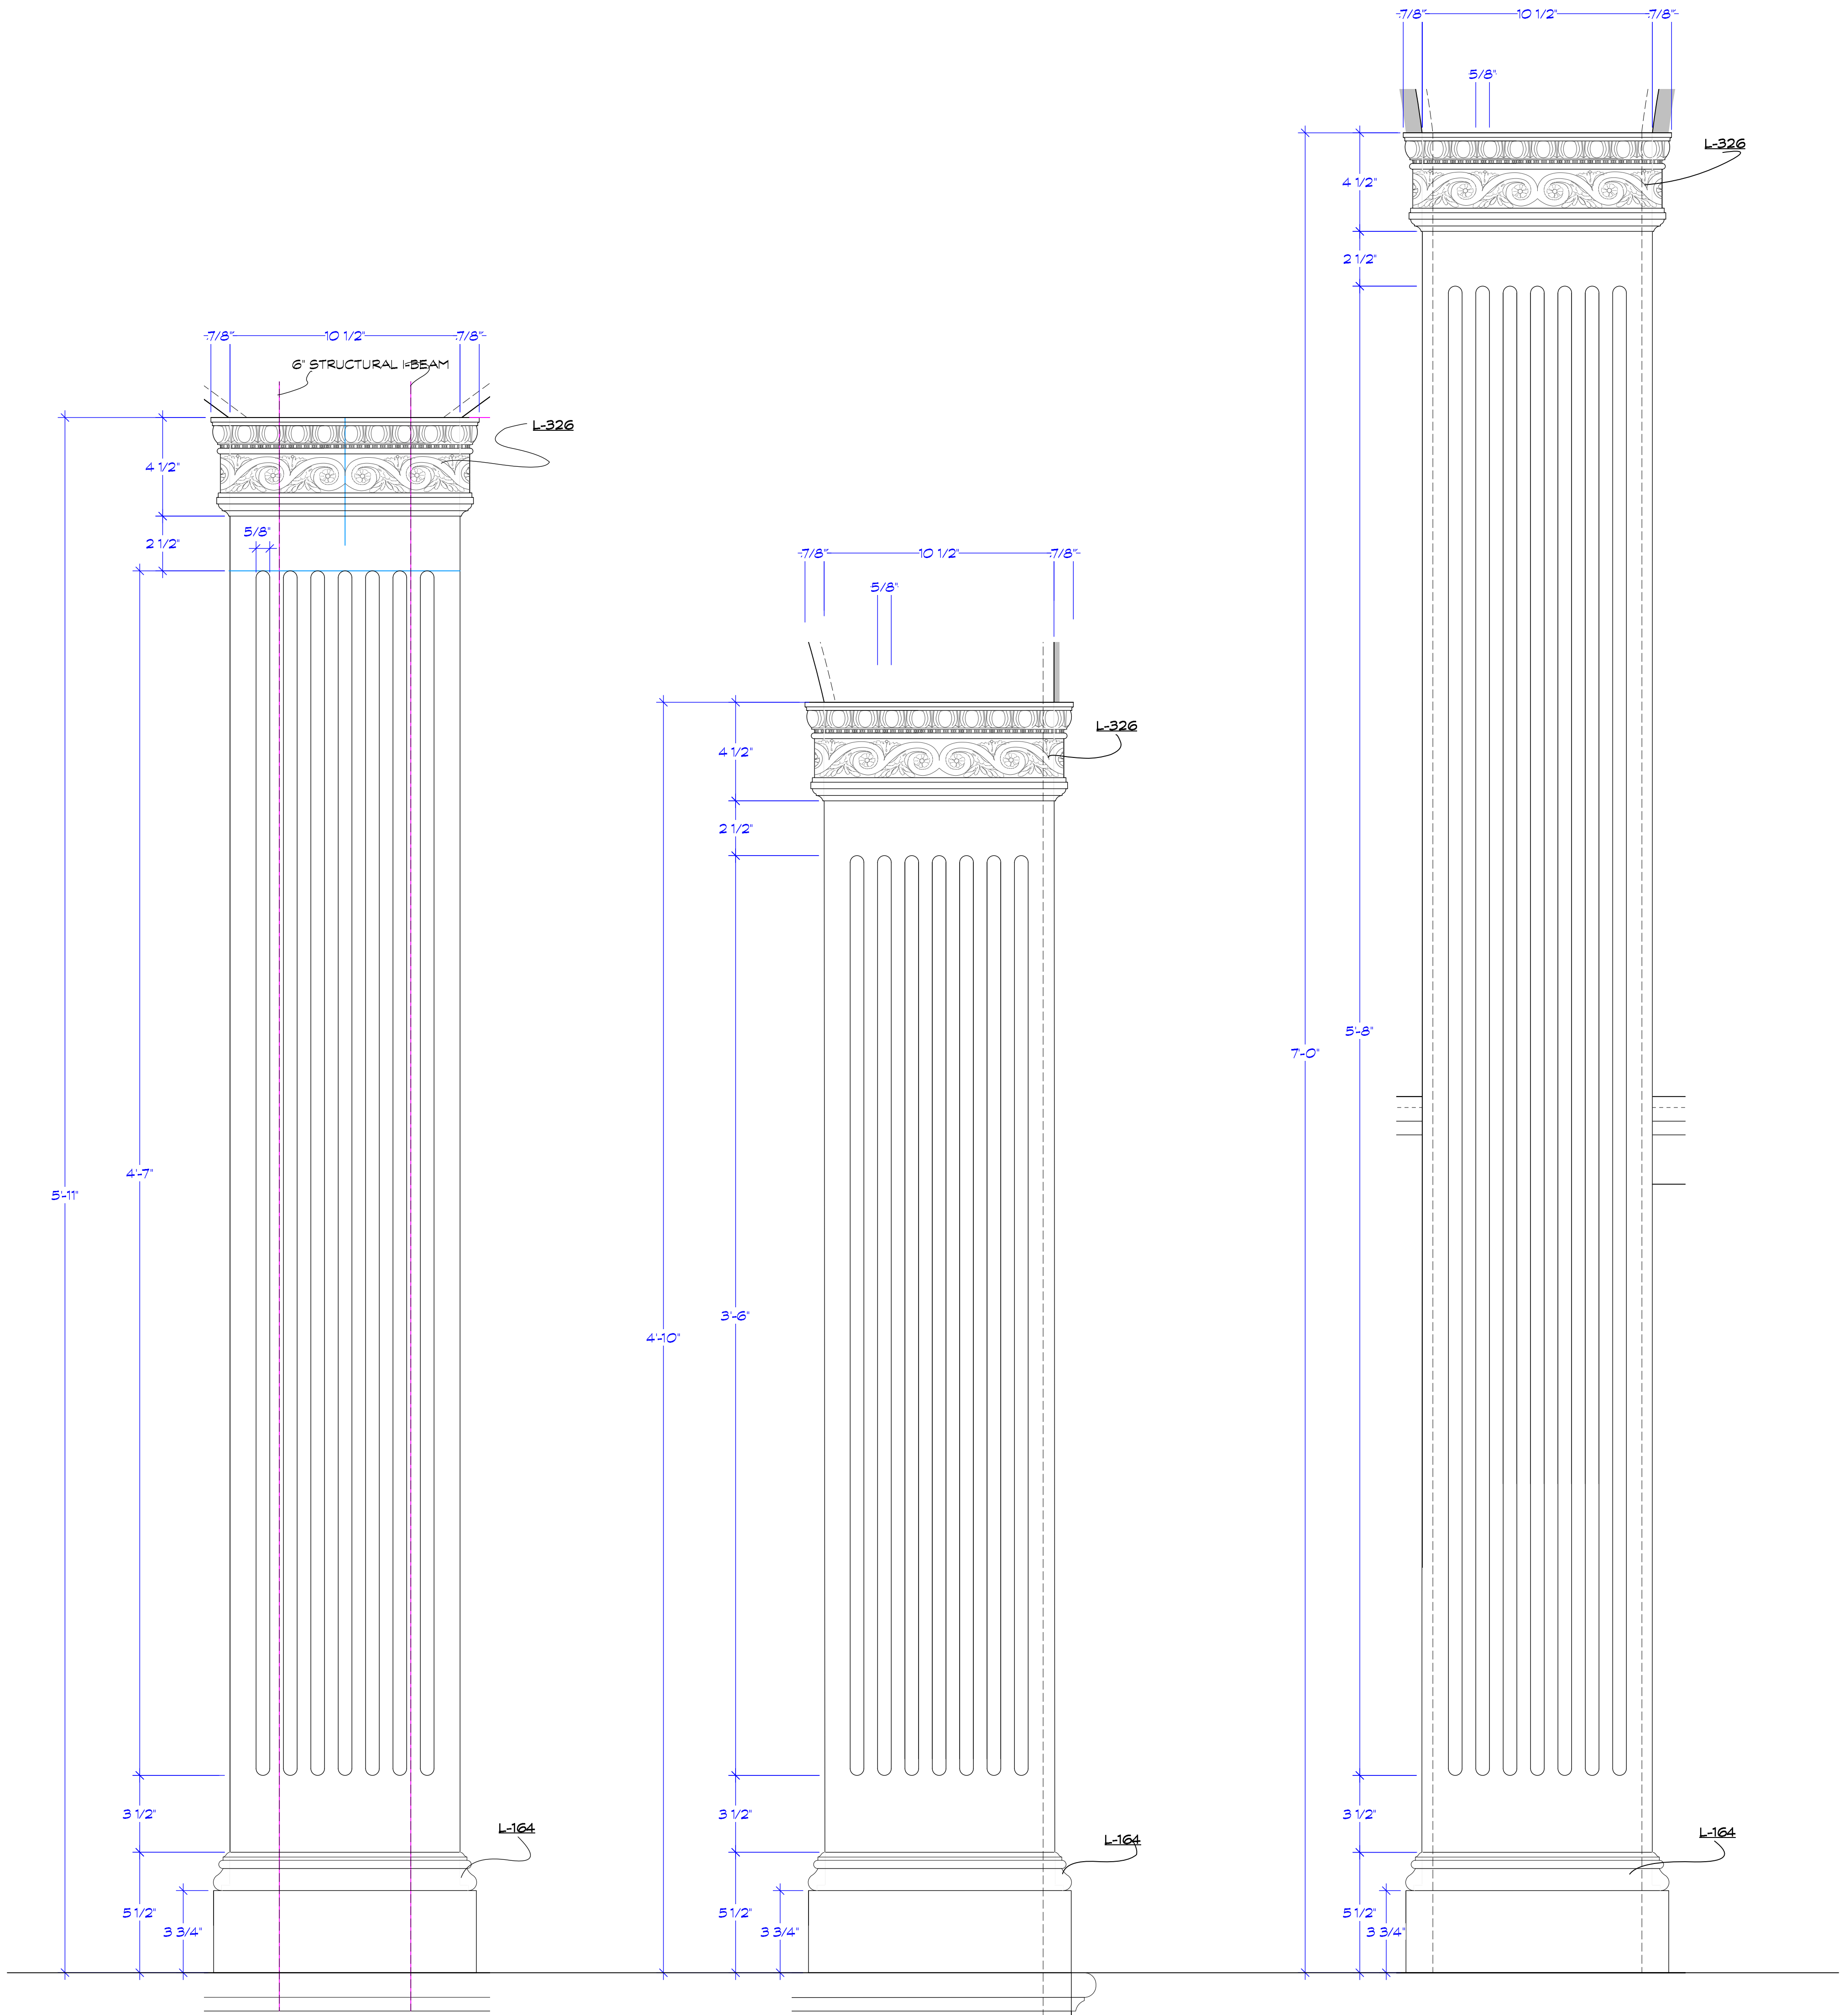 7/8" 10 1/2" 7/8"
6" STRUCTURAL I-BEAM
L-326
4 1/2"
2 1/2"
5/8"
4'-7"
5'-11"
3 1/2"
L-164
5 1/2"
3 3/4"
7/8" 10 1/2" 7/8"
5/8"
L-326
4 1/2"
2 1/2"
3'-6"
4'-10"
3 1/2"
L-164
5 1/2"
3 3/4"
7/8" 10 1/2" 7/8"
5/8"
L-326
4 1/2"
2 1/2"
5'-8"
7'-0"
3 1/2"
L-164
5 1/2"
3 3/4"